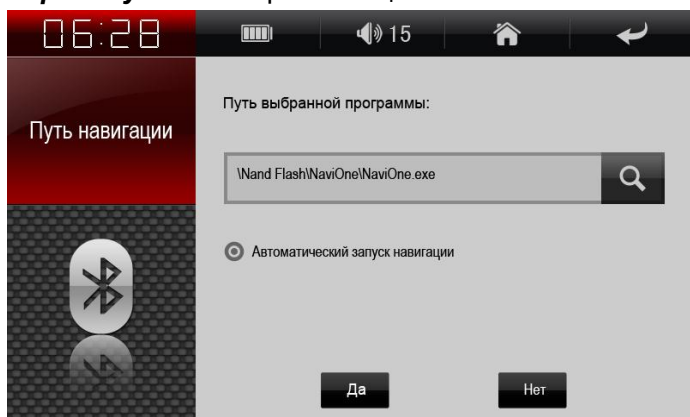 06:28
15
Путь навигации
Путь выбранной программы:
\Nand Flash\NaviOne\NaviOne.exe
Автоматический запуск навигации
Да
Нет